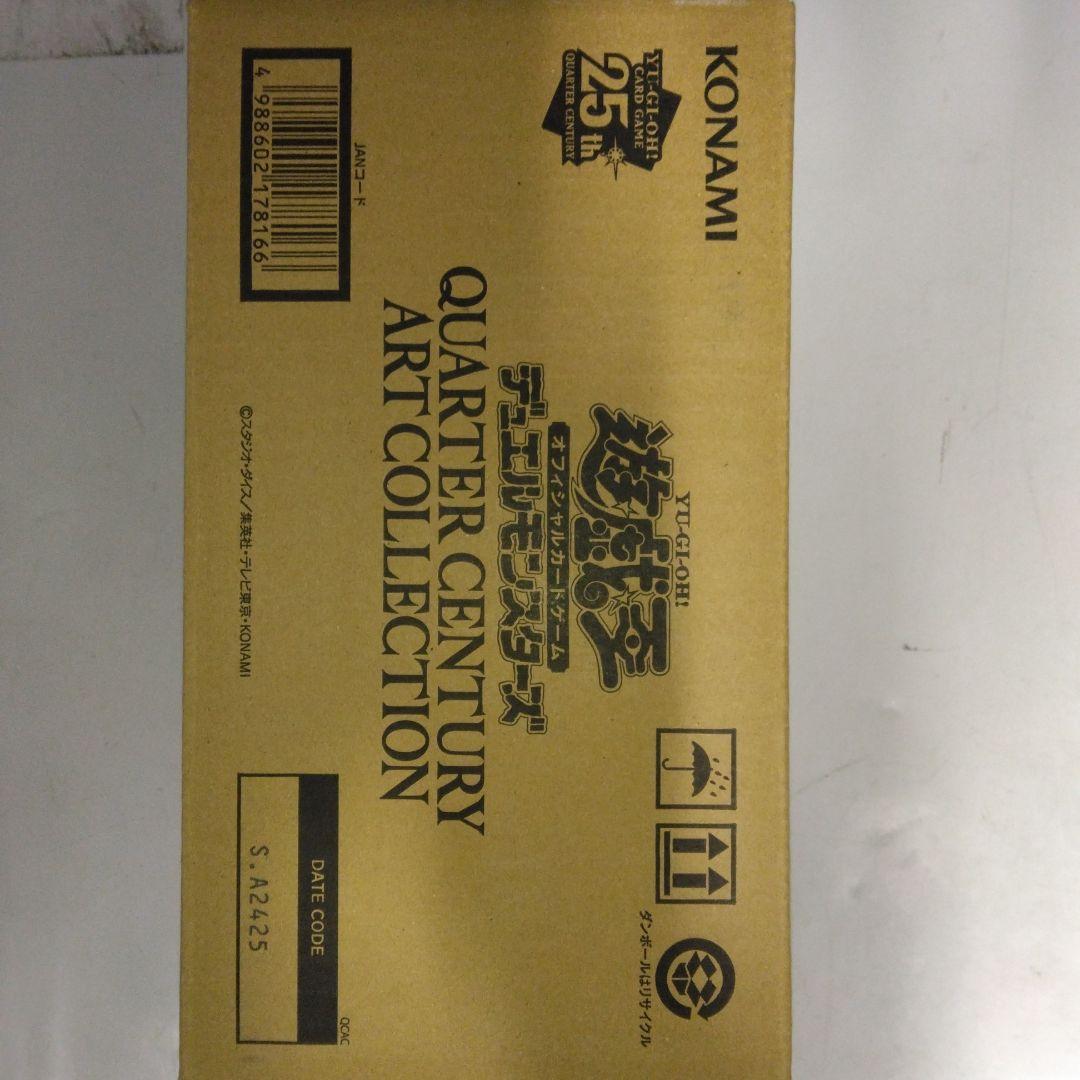 KONAMI
YU-GI-OH!
CARD GAME
25th
QUARTER CENTURY
YU-GI-OH!
遊戯王
オフィシャルカードゲーム
デュエルモンスターズ
QUARTER CENTURY
ART COLLECTION
JANコード
4 988602 178166
©スタジオ・ダイス/集英社・テレビ東京・KONAMI
ダンボールはリサイクル
DATE CODE
S.A2425
QCAC